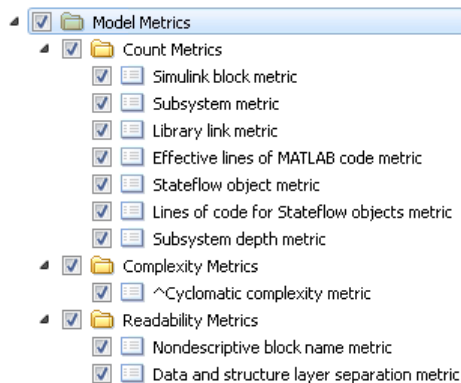 Model Metrics
Count Metrics
Simulink block metric
Subsystem metric
Library link metric
Effective lines of MATLAB code metric
Stateflow object metric
Lines of code for Stateflow objects metric
Subsystem depth metric
Complexity Metrics
^Cyclomatic complexity metric
Readability Metrics
Nondescriptive block name metric
Data and structure layer separation metric